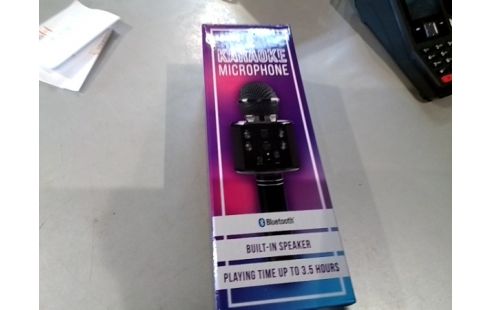 KARAOKE
MICROPHONE
Bluetooth
BUILT-IN SPEAKER
PLAYING TIME UP TO 3.5 HOURS